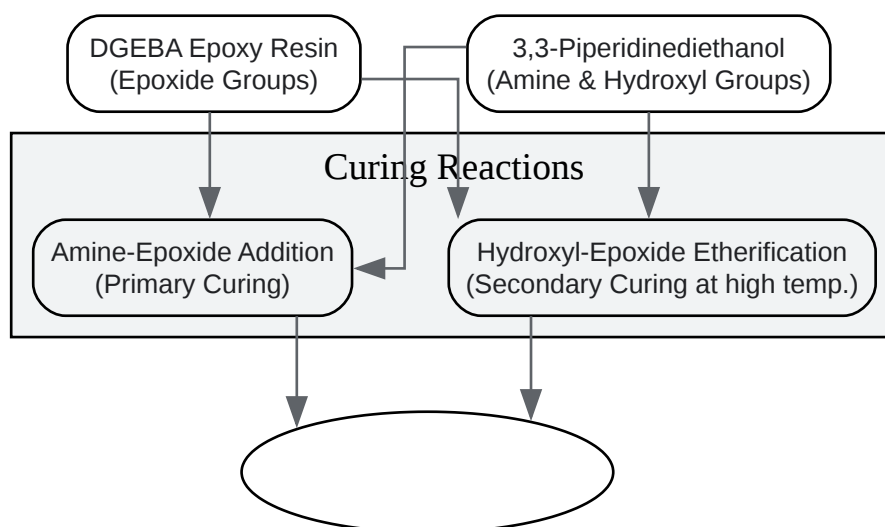 DGEBA Epoxy Resin
(Epoxide Groups)
3,3-Piperidinediethanol
(Amine & Hydroxyl Groups)
Curing Reactions
Amine-Epoxide Addition
(Primary Curing)
Hydroxyl-Epoxide Etherification
(Secondary Curing at high temp.)